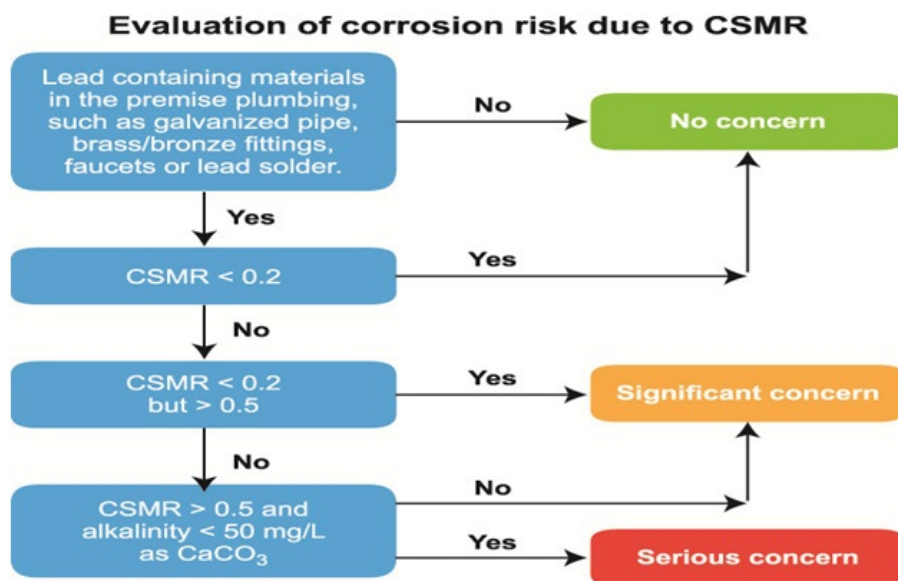 Evaluation of corrosion risk due to CSMR
Lead containing materials
in the premise plumbing,
such as galvanized pipe,
brass/bronze fittings,
faucets or lead solder.
No
No concern
Yes
CSMR < 0.2
Yes
No
CSMR < 0.2
but > 0.5
Yes
Significant concern
No
CSMR > 0.5 and
alkalinity < 50 mg/L
as CaCO₃
No
Yes
Serious concern